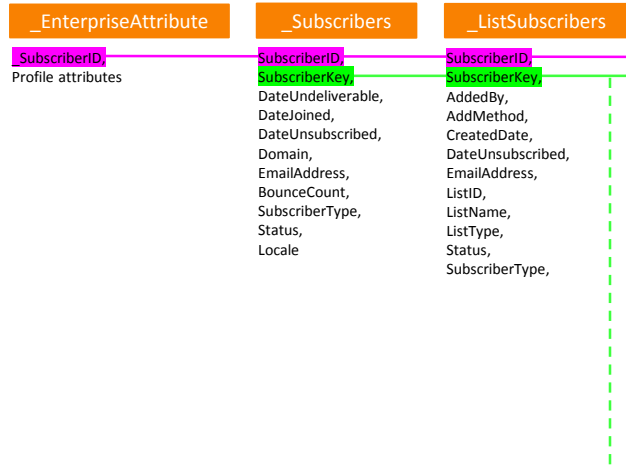 _EnterpriseAttribute
_SubscriberID,
Profile attributes
_Subscribers
SubscriberID,
SubscriberKey,
DateUndeliverable,
DateJoined,
DateUnsubscribed,
Domain,
EmailAddress,
BounceCount,
SubscriberType,
Status,
Locale
_ListSubscribers
SubscriberID,
SubscriberKey,
AddedBy,
AddMethod,
CreatedDate,
DateUnsubscribed,
EmailAddress,
ListID,
ListName,
ListType,
Status,
SubscriberType,